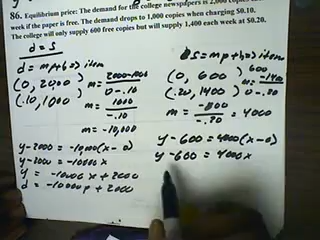 86. Equilibrium price: The demand for the college newspapers is 2,000 copies
week if the paper is free. The demand drops to 1,000 copies when charging $0.10.
The college will only supply 600 free copies but will supply 1,400 each week at $0.20.
d = s
d = mp+b => item
(0, 2000)
(.10, 1000)
m = 2000-1000
0-.10
m = 1000
-.10
m = -10,000
y-2000 = -10000(x-0)
y-2000 = -10000x
y = -10000x + 2000
d = -10000p + 2000
s = mp+b => item
(0, 600)
(.20, 1400)
m = 600-1400
0-.20
m = -800
-.20
= 4000
y-600 = 4000(x-0)
y-600 = 4000x